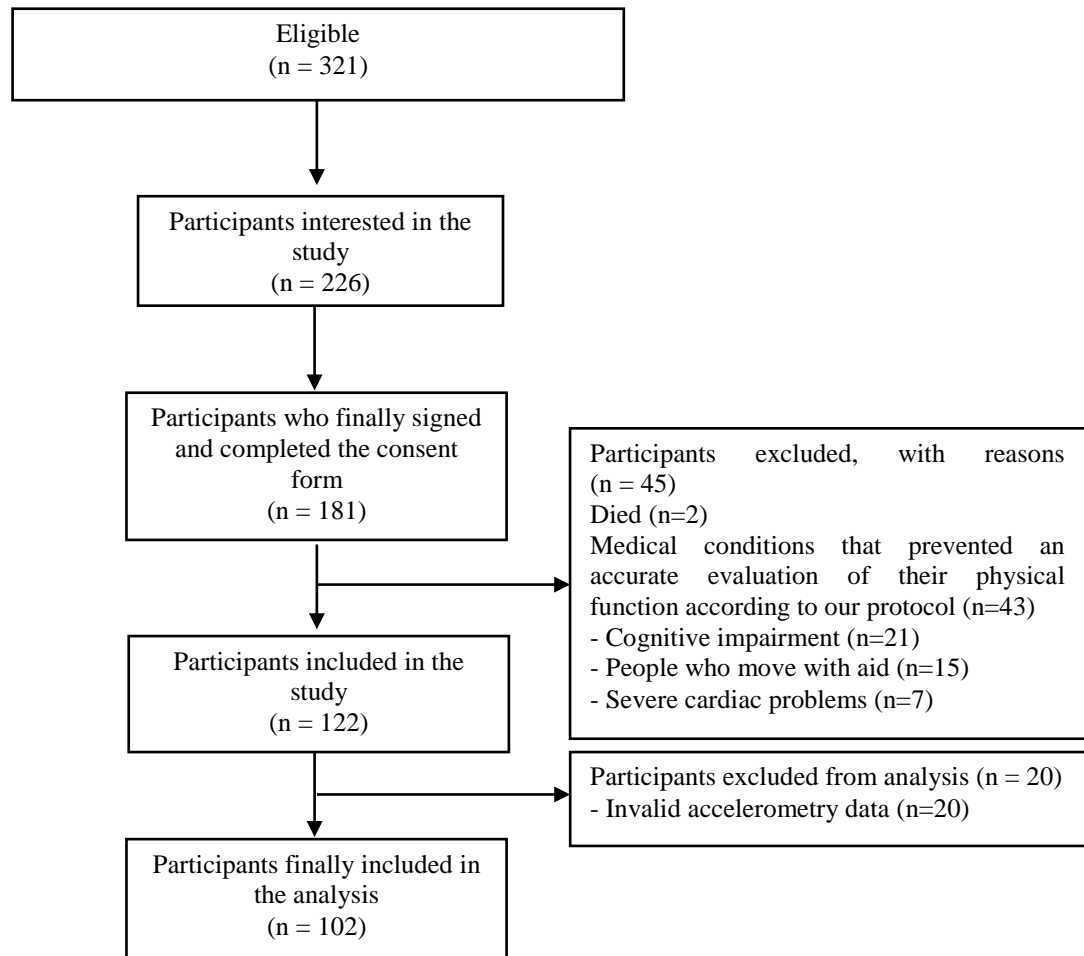 Eligible
(n = 321)
Participants interested in the
study
(n = 226)
Participants who finally signed
and completed the consent
form
(n = 181)
Participants excluded, with reasons
(n = 45)
Died (n=2)
Medical conditions that prevented an
accurate evaluation of their physical
function according to our protocol (n=43)
- Cognitive impairment (n=21)
- People who move with aid (n=15)
- Severe cardiac problems (n=7)
Participants included in the
study
(n = 122)
Participants excluded from analysis (n = 20)
- Invalid accelerometry data (n=20)
Participants finally included in
the analysis
(n = 102)